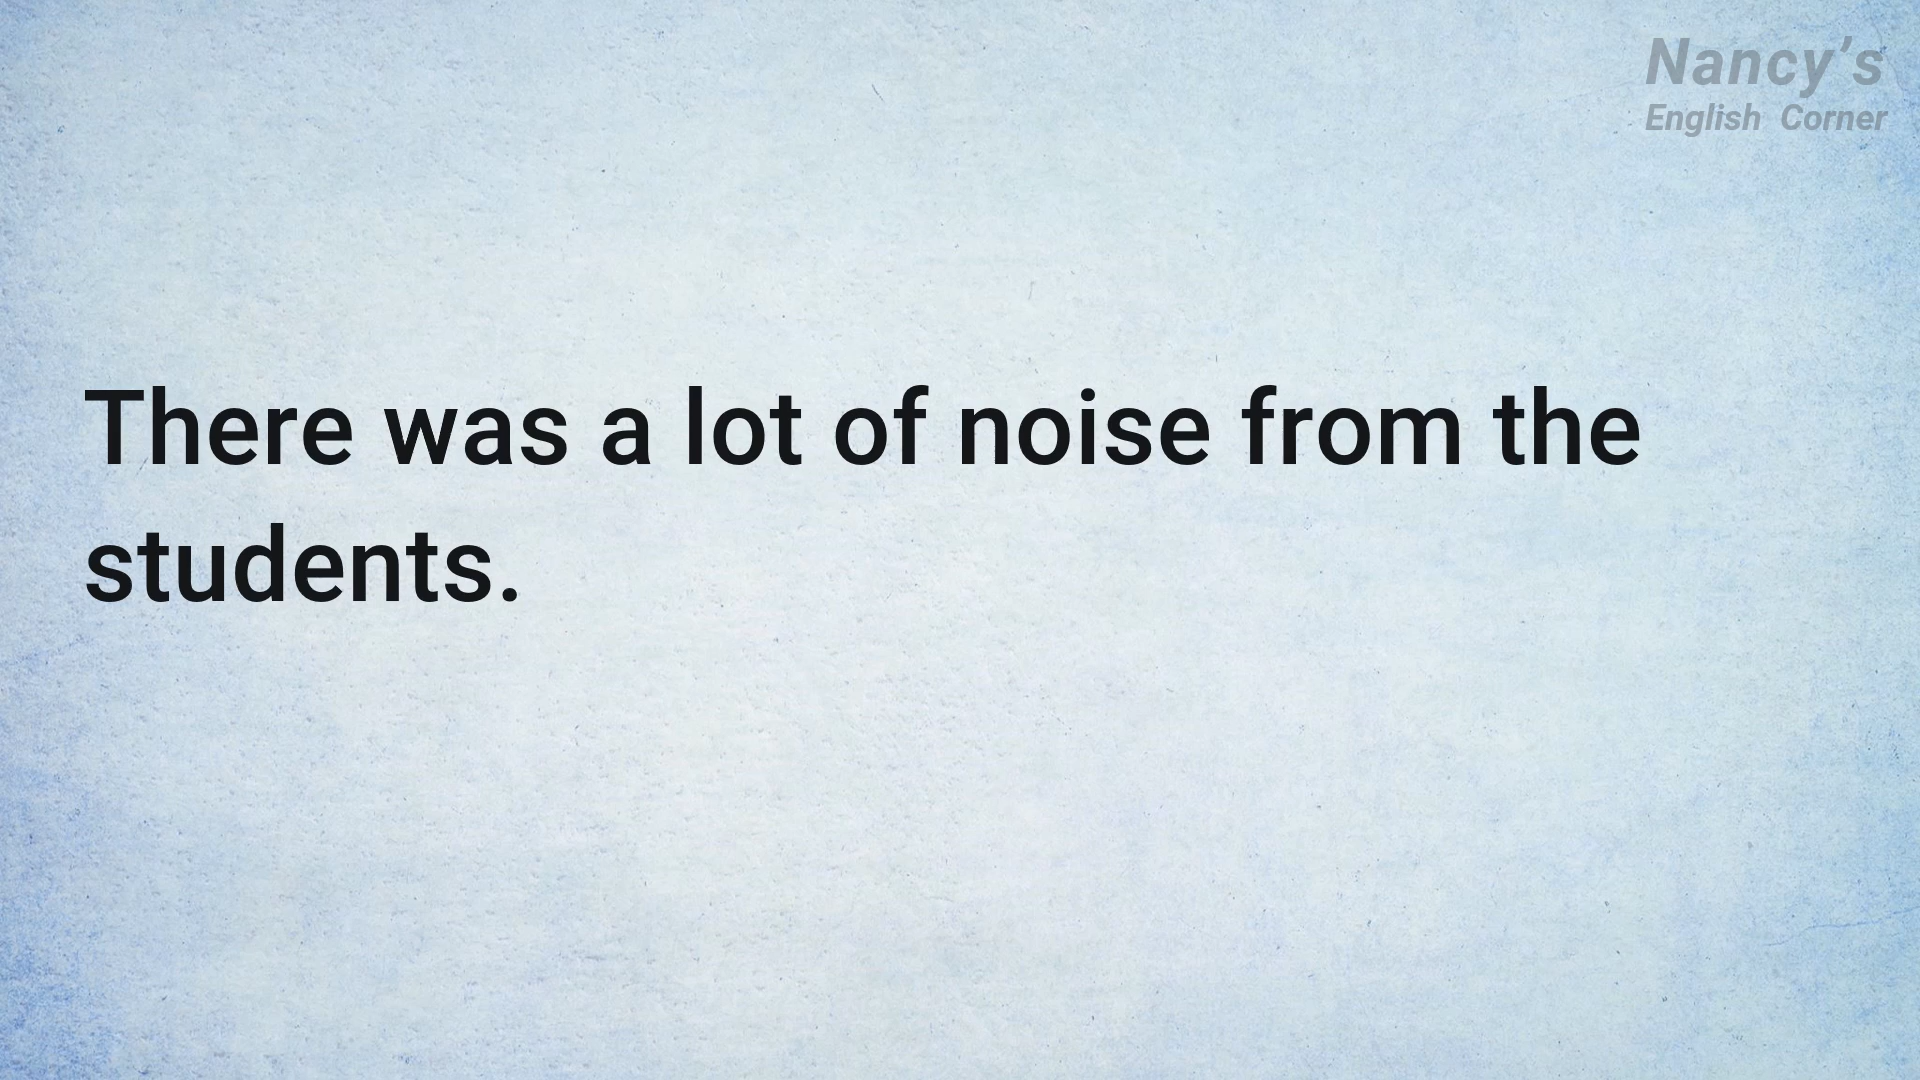 Nancy’s
English Corner
There was a lot of noise from the
students.